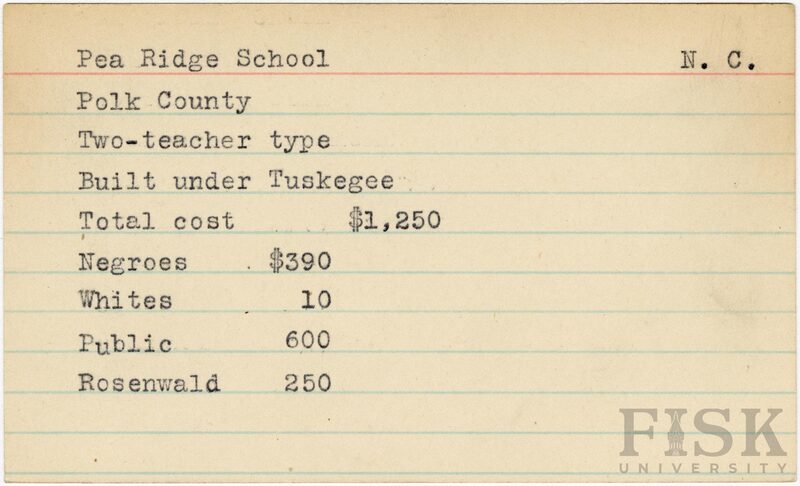 Pea Ridge School N. C.
Polk County
Two-teacher type
Built under Tuskegee
Total cost $1,250
Negroes $390
Whites 10
Public 600
Rosenwald 250
FISK
UNIVERSITY